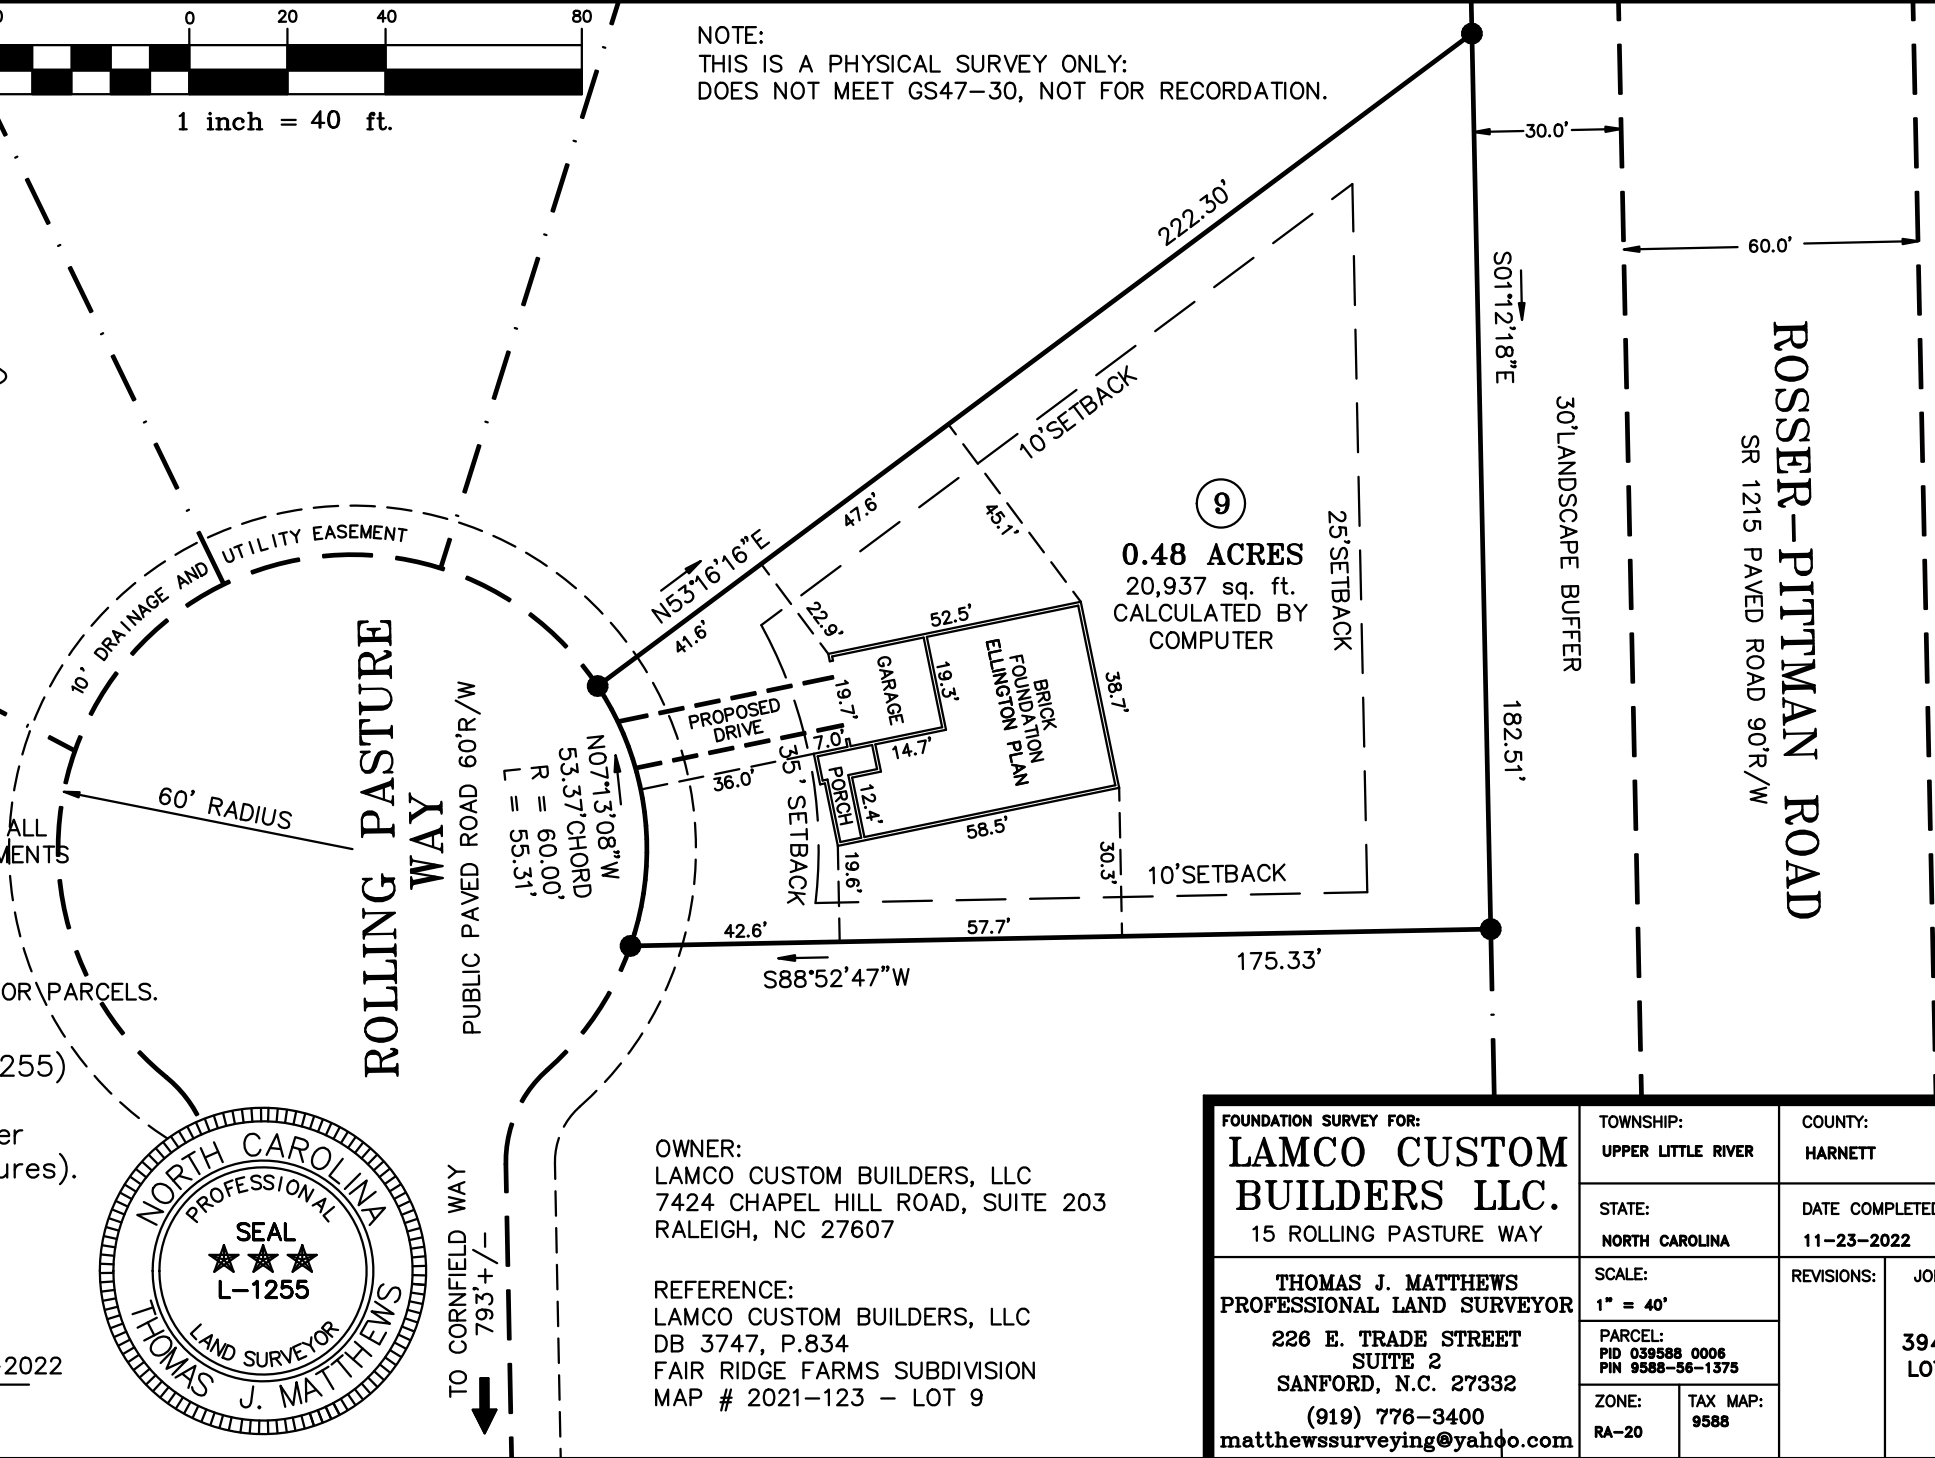 0 20 40 80
1 inch = 40 ft.
NOTE:
THIS IS A PHYSICAL SURVEY ONLY:
DOES NOT MEET GS47-30, NOT FOR RECORDATION.
222.30'
30.0'
60.0'
S01°12'18"E
182.51'
30'LANDSCAPE BUFFER
ROSSER-PITTMAN ROAD
SR 1215 PAVED ROAD 90'R/W
10'SETBACK
25'SETBACK
9
0.48 ACRES
20,937 sq. ft.
CALCULATED BY
COMPUTER
N53°16'16"E
41.6'
47.6'
45.1'
22.9'
52.5'
38.7'
19.7'
GARAGE
19.3'
BRICK
FOUNDATION
ELLINGTON PLAN
PROPOSED
DRIVE
7.0'
14.7'
36.0'
PORCH
12.4'
58.5'
35' SETBACK
19.6'
30.3'
10'SETBACK
42.6'
57.7'
175.33'
S88°52'47"W
N07°13'08"W
53.37'CHORD
R = 60.00'
L = 55.31'
10' DRAINAGE AND UTILITY EASEMENT
60' RADIUS
ROLLING PASTURE
WAY
PUBLIC PAVED ROAD 60'R/W
ALL
MENTS
OR PARCELS.
255)
er
ures).
-2022
NORTH CAROLINA
PROFESSIONAL
SEAL
L-1255
LAND SURVEYOR
THOMAS J. MATTHEWS
TO CORNFIELD WAY
793'+/-
OWNER:
LAMCO CUSTOM BUILDERS, LLC
7424 CHAPEL HILL ROAD, SUITE 203
RALEIGH, NC 27607
REFERENCE:
LAMCO CUSTOM BUILDERS, LLC
DB 3747, P.834
FAIR RIDGE FARMS SUBDIVISION
MAP # 2021-123 - LOT 9
FOUNDATION SURVEY FOR:
LAMCO CUSTOM
BUILDERS LLC.
15 ROLLING PASTURE WAY
THOMAS J. MATTHEWS
PROFESSIONAL LAND SURVEYOR
226 E. TRADE STREET
SUITE 2
SANFORD, N.C. 27332
(919) 776-3400
matthewssurveying@yahoo.com
TOWNSHIP:
UPPER LITTLE RIVER
COUNTY:
HARNETT
STATE:
NORTH CAROLINA
DATE COMPLETED
11-23-2022
SCALE:
1" = 40'
REVISIONS:
JO
PARCEL:
PID 039588 0006
PIN 9588-56-1375
394
LOT
ZONE:
RA-20
TAX MAP:
9588